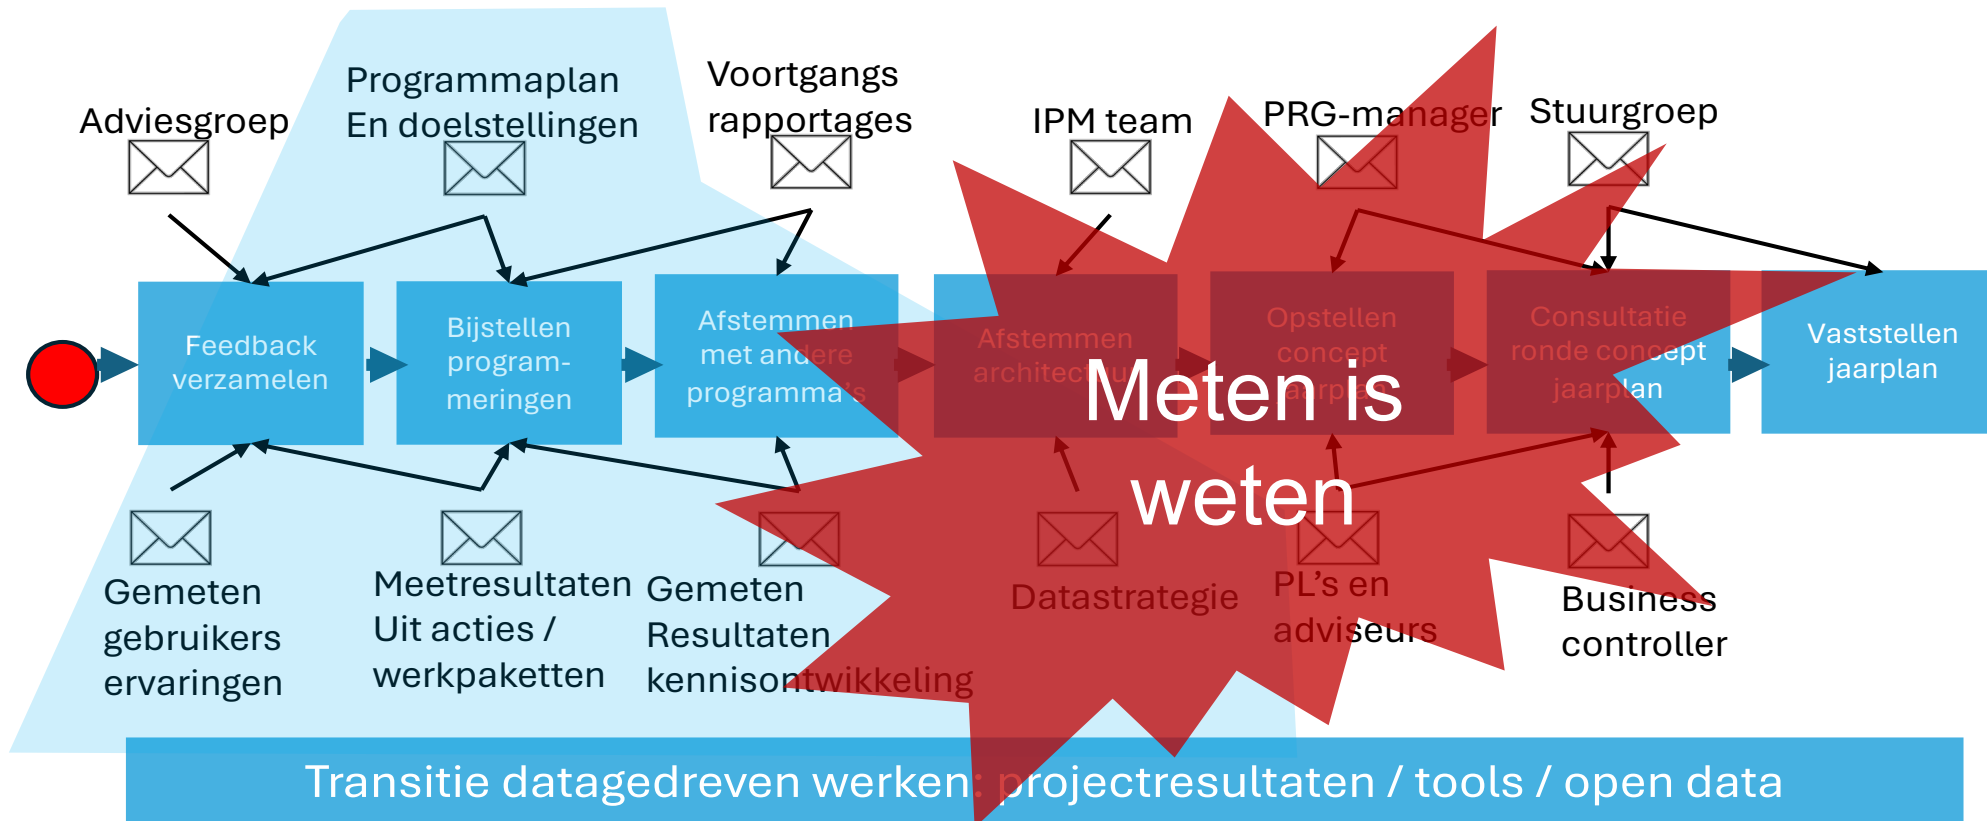 Adviesgroep
Programmaplan
En doelstellingen
Voortgangs
rapportages
IPM team
PRG-manager
Stuurgroep
Feedback
verzamelen
Bijstellen
program-
meringen
Afstemmen
met andere
programma's
Afstemmen
architectuur
Opstellen
concept
jaarplan
Consultatie
ronde concept
jaarplan
Vaststellen
jaarplan
Meten is
weten
Gemeten
gebruikers
ervaringen
Meetresultaten
Uit acties /
werkpaketten
Gemeten
Resultaten
kennisontwikkeling
Datastrategie
PL's en
adviseurs
Business
controller
Transitie datagedreven werken: projectresultaten / tools / open data